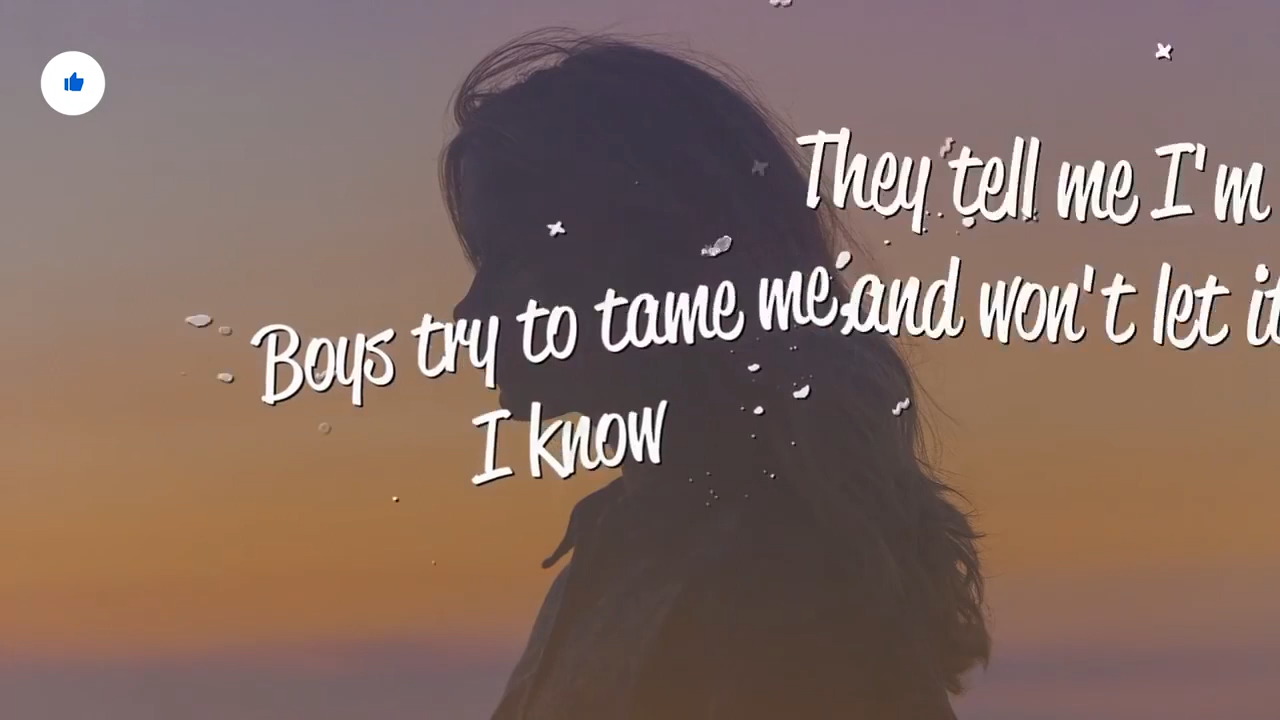 Boys try to tame me,
I know
They tell me I'm
and won't let it